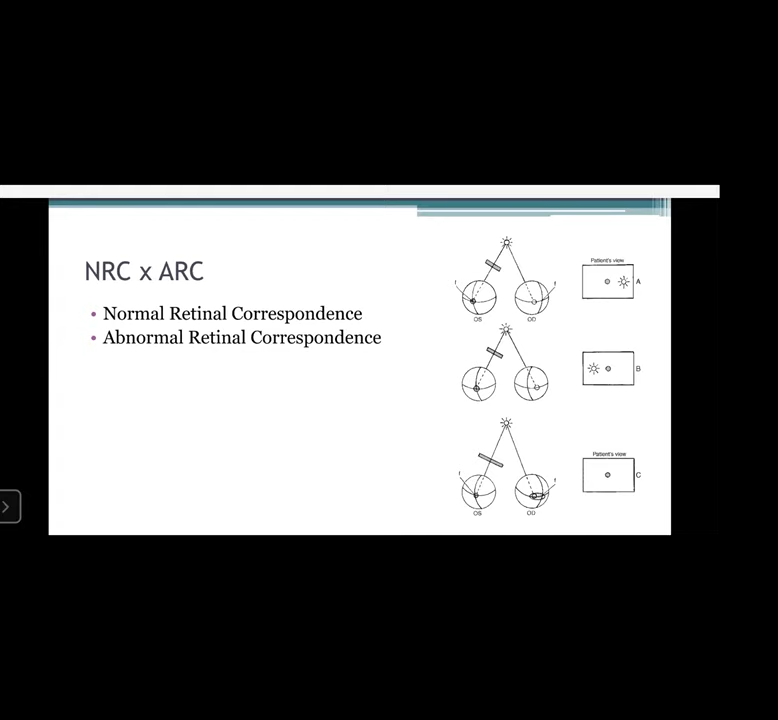 NRC x ARC
• Normal Retinal Correspondence
• Abnormal Retinal Correspondence
f
f
OS
OD
Patient's view
A
B
f
f
OS
OD
Patient's view
C